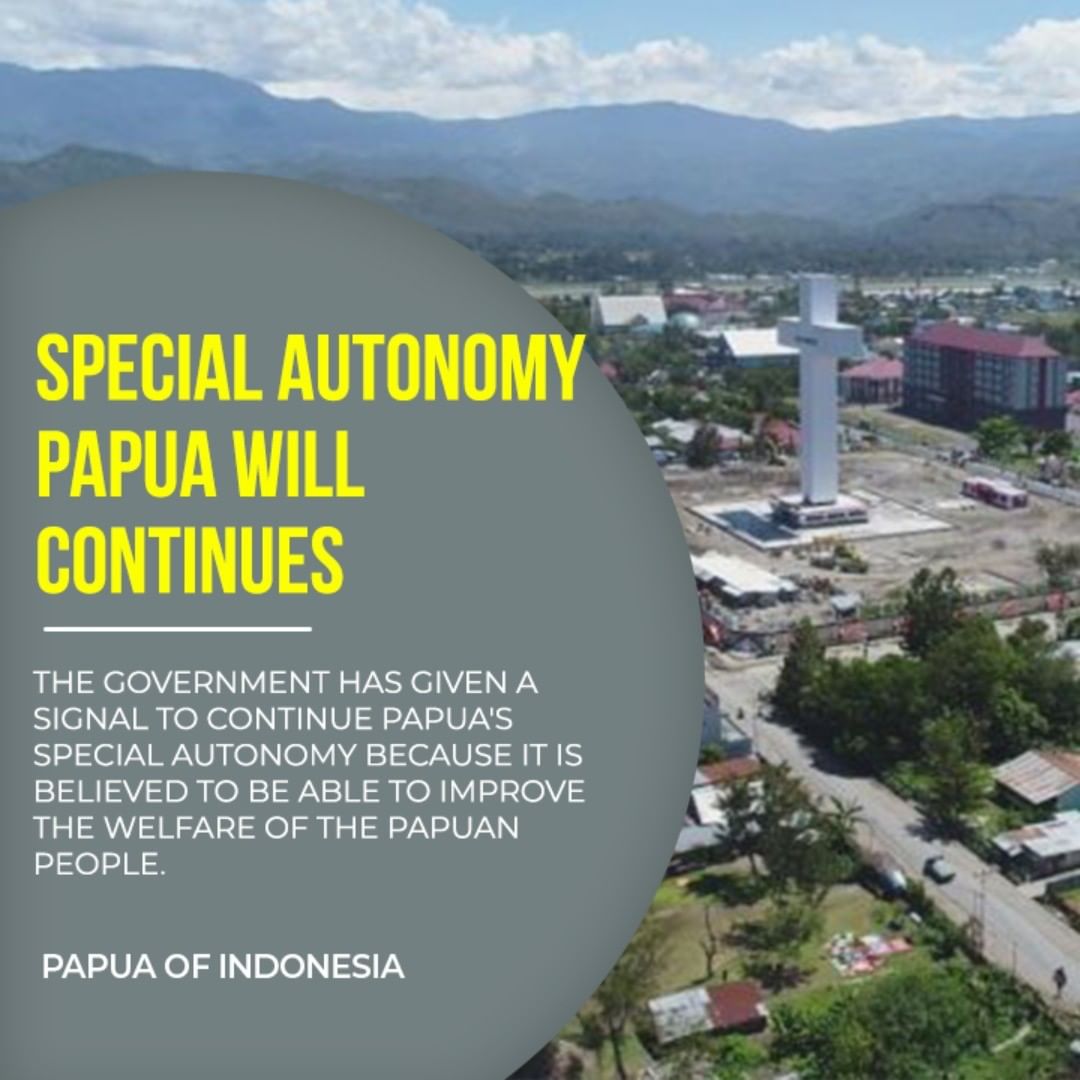 SPECIAL AUTONOMY
PAPUA WILL
CONTINUES
THE GOVERNMENT HAS GIVEN A
SIGNAL TO CONTINUE PAPUA'S
SPECIAL AUTONOMY BECAUSE IT IS
BELIEVED TO BE ABLE TO IMPROVE
THE WELFARE OF THE PAPUAN
PEOPLE.
PAPUA OF INDONESIA